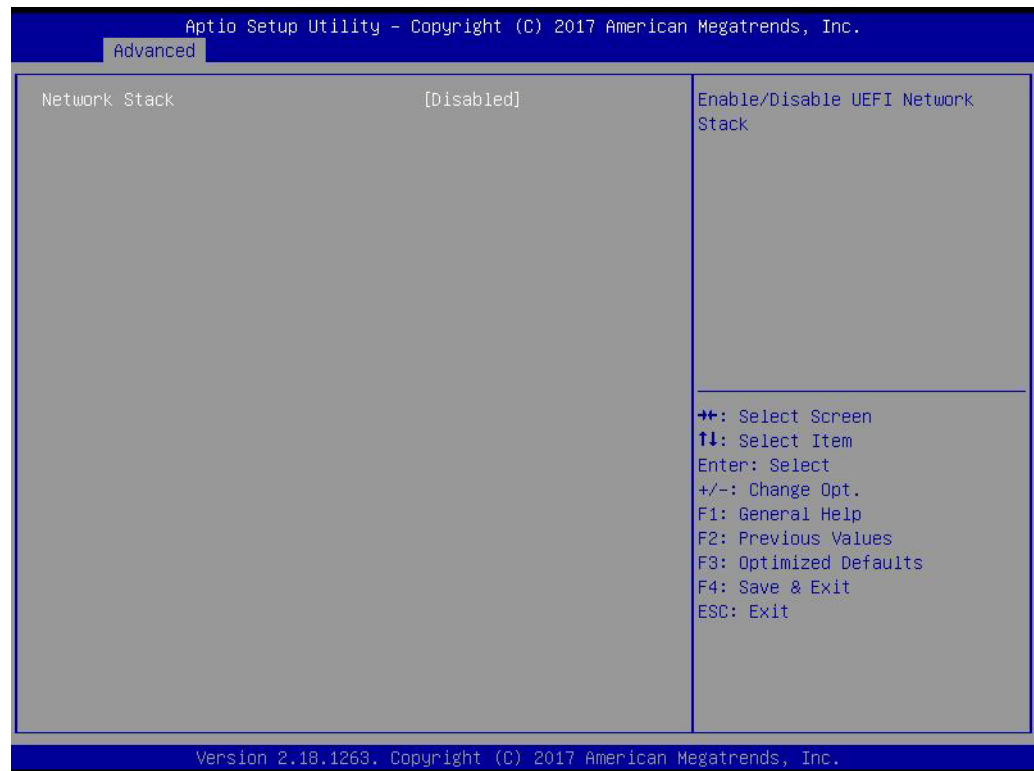 Aptio Setup Utility – Copyright (C) 2017 American Megatrends, Inc.
Advanced
Network Stack [Disabled]
Enable/Disable UEFI Network
Stack
→←: Select Screen
↑↓: Select Item
Enter: Select
+/-: Change Opt.
F1: General Help
F2: Previous Values
F3: Optimized Defaults
F4: Save & Exit
ESC: Exit
Version 2.18.1263. Copyright (C) 2017 American Megatrends, Inc.